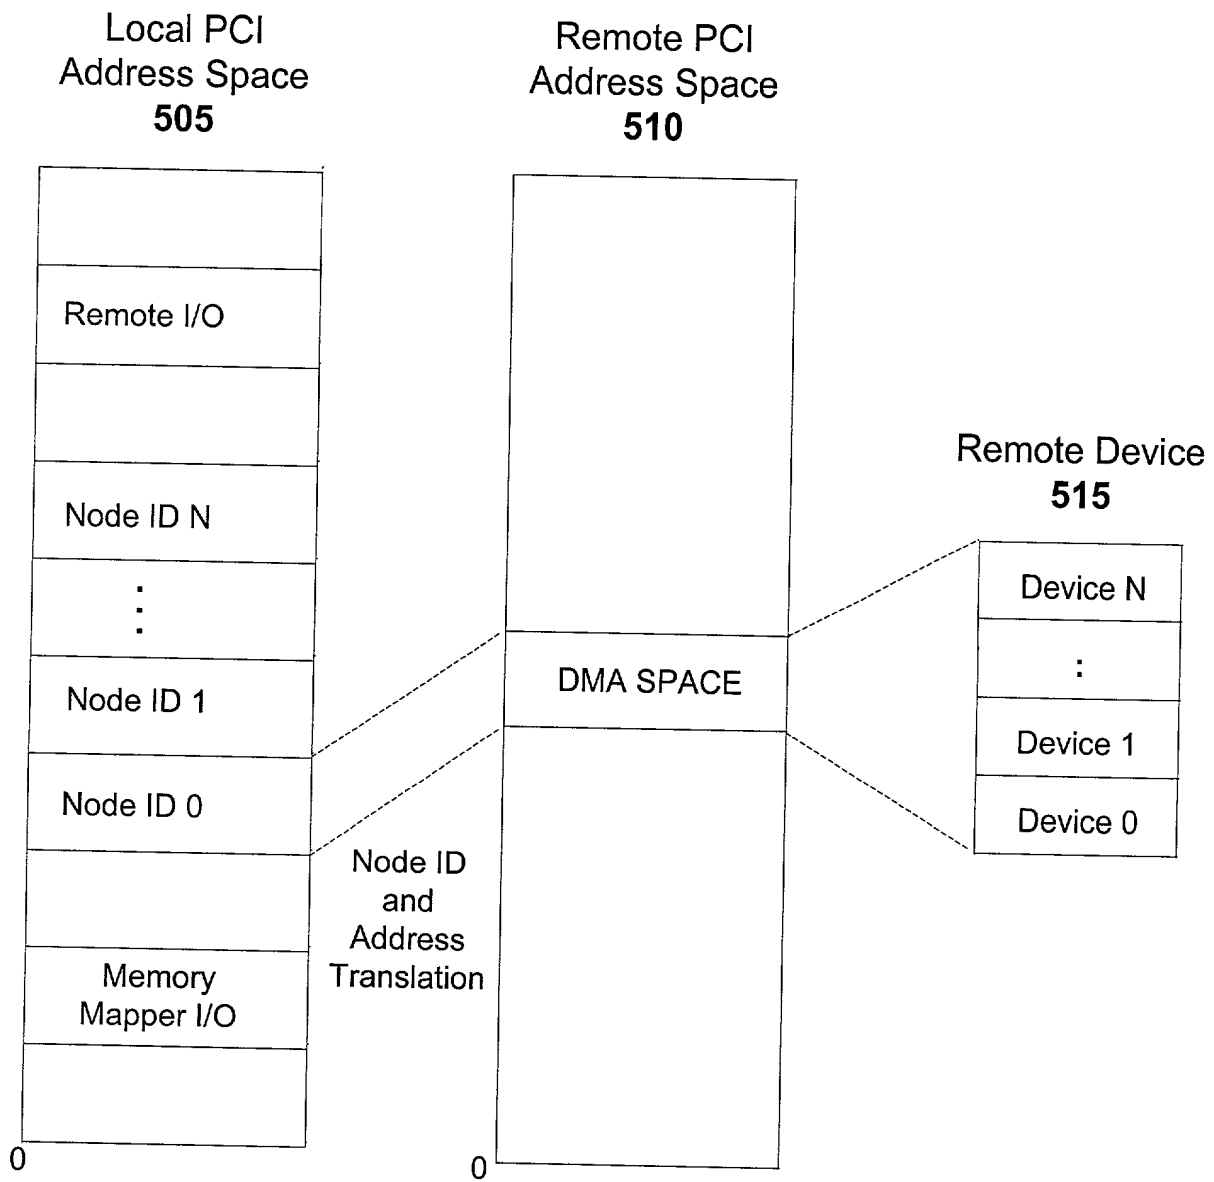 Local PCI
Address Space
505
Remote PCI
Address Space
510
Remote I/O
Node ID N
Node ID 1
Node ID 0
Memory
Mapper I/O
0
Node ID
and
Address
Translation
DMA SPACE
0
Remote Device
515
Device N
:
Device 1
Device 0